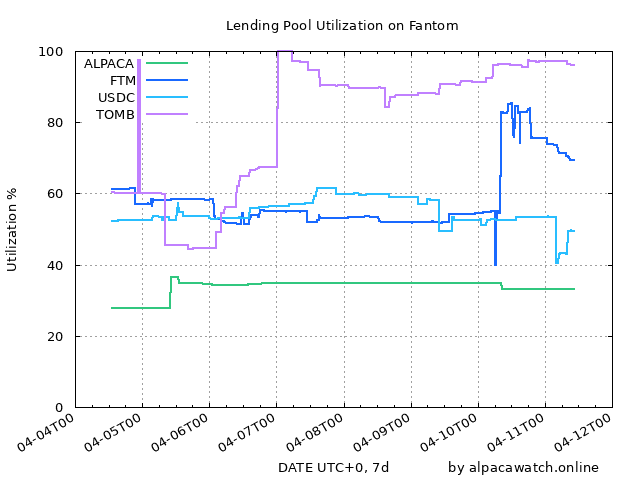 Lending Pool Utilization on Fantom
100
80
60
40
20
0
Utilization %
ALPACA
FTM
USDC
TOMB
04-04T00
04-05T00
04-06T00
04-07T00
04-08T00
04-09T00
04-10T00
04-11T00
04-12T00
DATE UTC+0, 7d
by alpacawatch.online